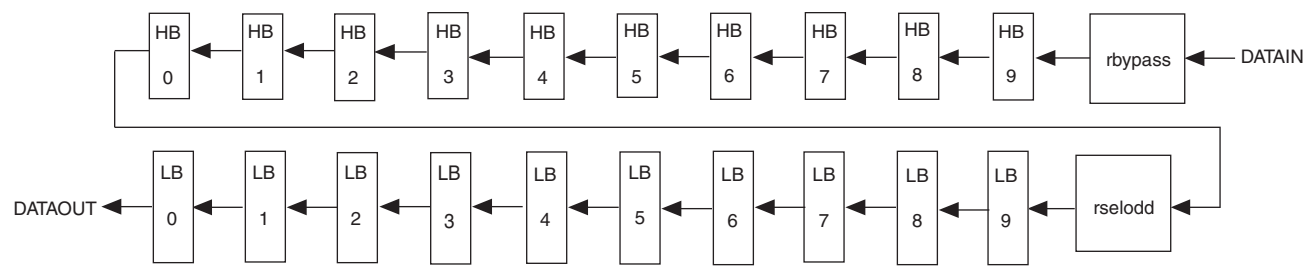 HB HB HB HB HB HB HB HB HB HB
0 1 2 3 4 5 6 7 8 9 rbypass DATAIN
LB LB LB LB LB LB LB LB LB LB
DATAOUT 0 1 2 3 4 5 6 7 8 9 rselodd